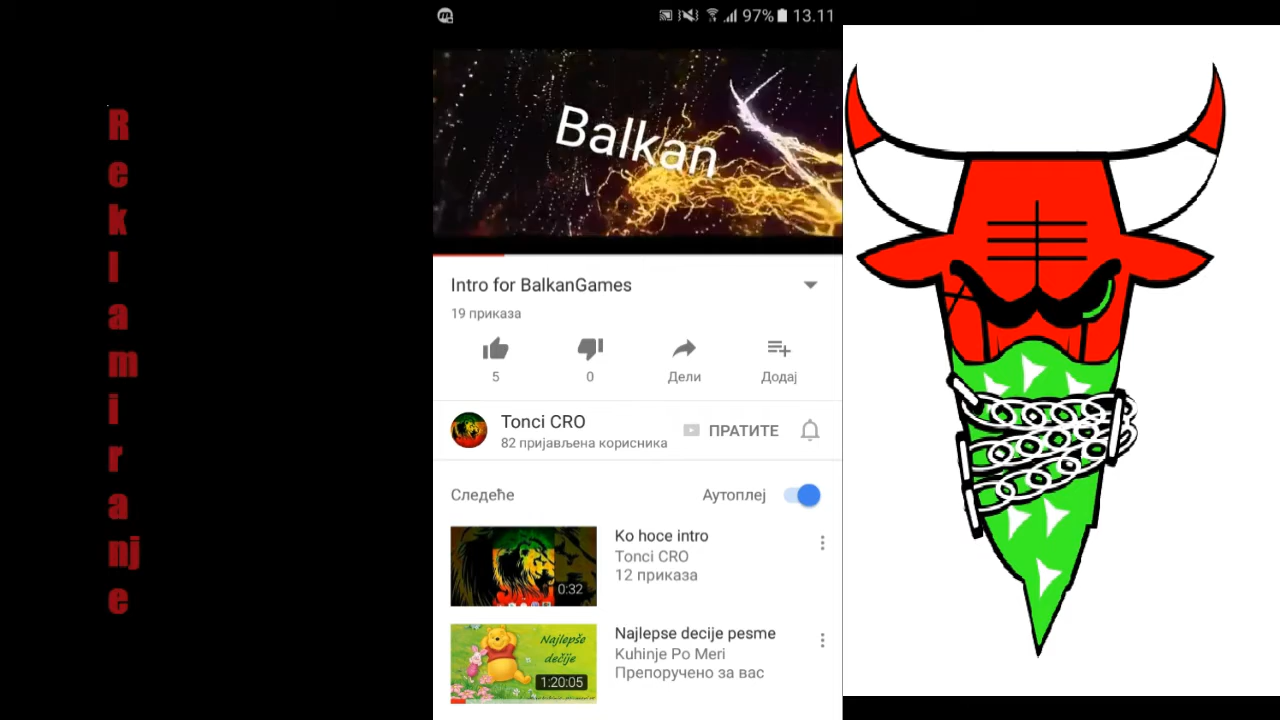 Reklamiranje
97% 13.11
Balkan
Intro for BalkanGames
19 приказа
5
0
Дели
Додај
Tonci CRO
82 пријављена корисника
ПРАТИТЕ
Следеће
Аутоплеј
Ko hoce intro
Tonci CRO
12 приказа
0:32
Najlepse decije pesme
Kuhinje Po Meri
Препоручено за вас
Najlepše
dečije
1:20:05